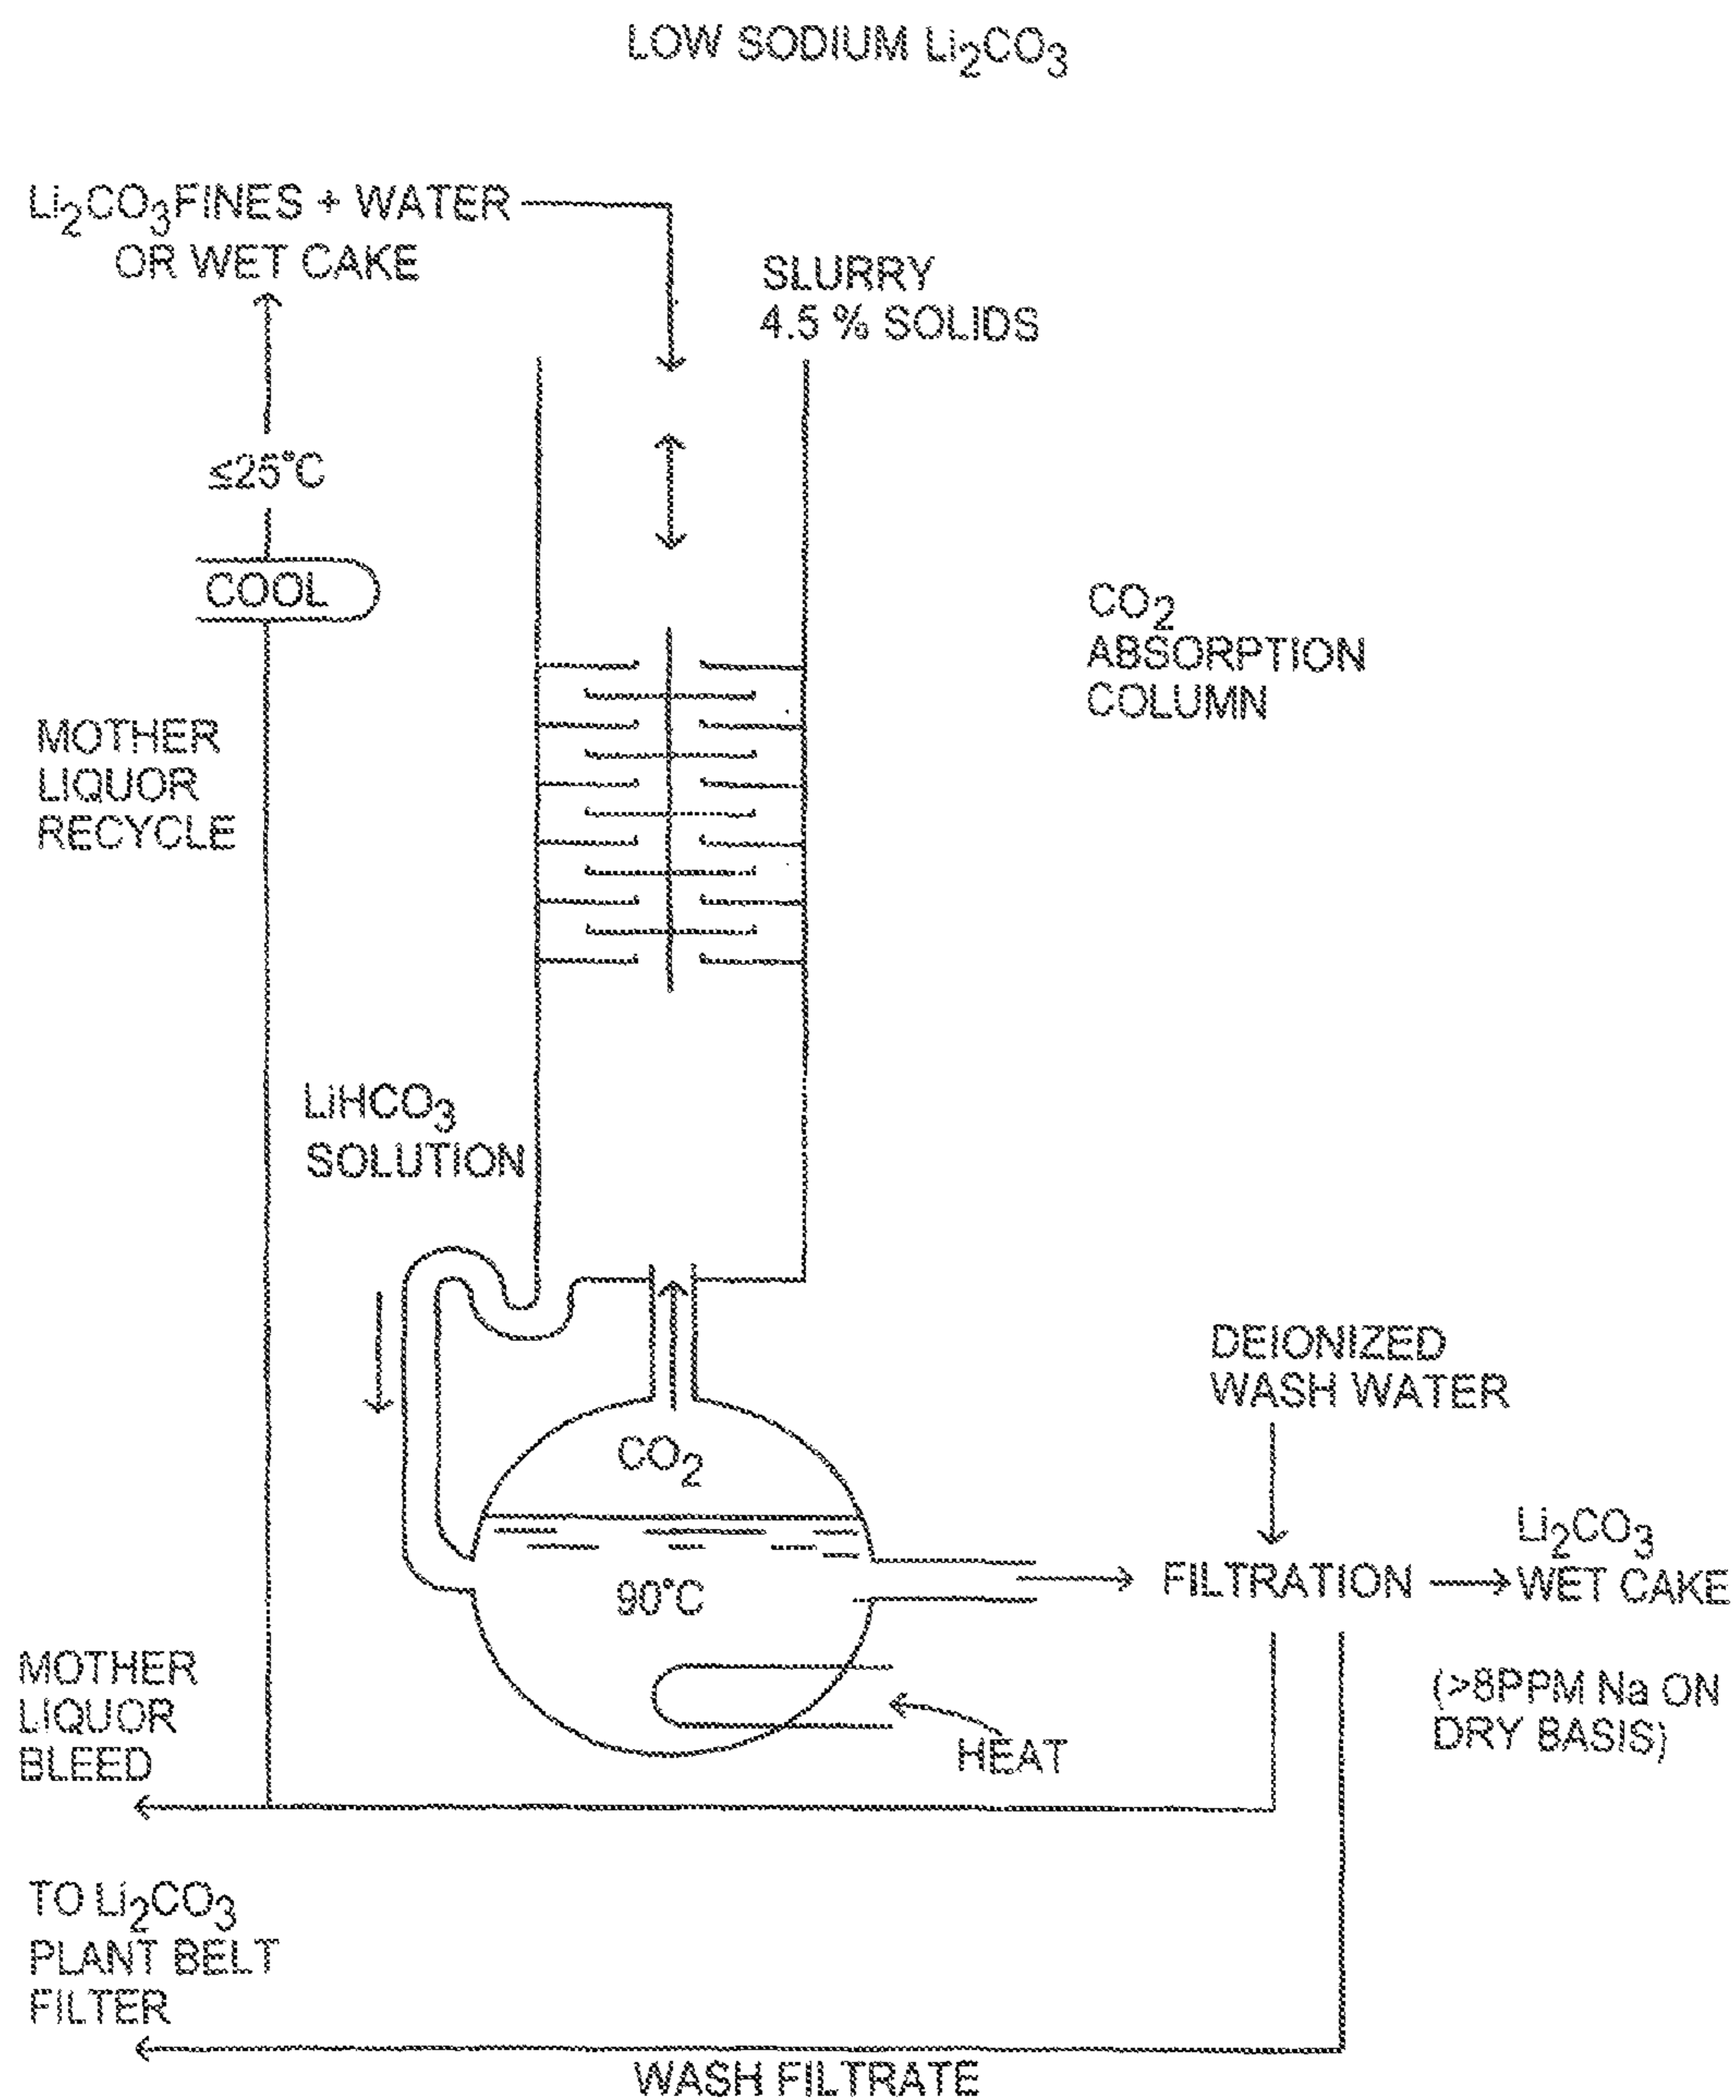 LOW SODIUM Li₂CO₃
Li₂CO₃FINES + WATER
OR WET CAKE
SLURRY
4.5 % SOLIDS
≤25°C
COOL
CO₂
ABSORPTION
COLUMN
MOTHER
LIQUOR
RECYCLE
LiHCO₃
SOLUTION
DEIONIZED
WASH WATER
CO₂
90°C
FILTRATION
Li₂CO₃
WET CAKE
(>8PPM Na ON
DRY BASIS)
HEAT
MOTHER
LIQUOR
BLEED
TO Li₂CO₃
PLANT BELT
FILTER
WASH FILTRATE